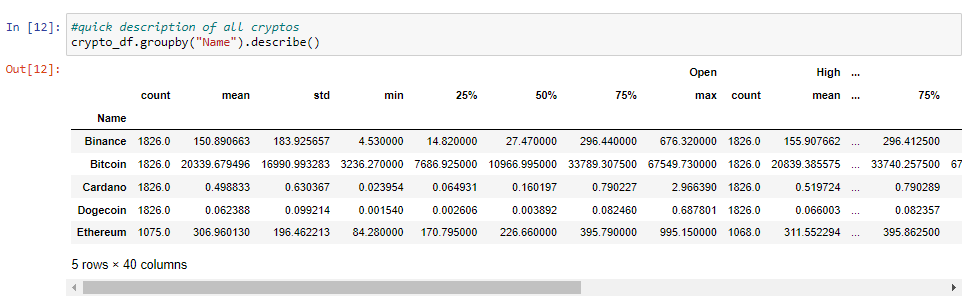 In [12]: #quick description of all cryptos
crypto_df.groupby("Name").describe()
Out[12]:
Open High ...
count mean std min 25% 50% 75% max count mean ... 75%
Name
Binance 1826.0 150.890663 183.925657 4.530000 14.820000 27.470000 296.440000 676.320000 1826.0 155.907662 ... 296.412500
Bitcoin 1826.0 20339.679496 16990.993283 3236.270000 7686.925000 10966.995000 33789.307500 67549.730000 1826.0 20839.385575 ... 33740.257500 67
Cardano 1826.0 0.498833 0.630367 0.023954 0.064931 0.160197 0.790227 2.966390 1826.0 0.519724 ... 0.790289
Dogecoin 1826.0 0.062388 0.099214 0.001540 0.002606 0.003892 0.082460 0.687801 1826.0 0.066003 ... 0.082357
Ethereum 1075.0 306.960130 196.462213 84.280000 170.795000 226.660000 395.790000 995.150000 1068.0 311.552294 ... 395.862500
5 rows × 40 columns